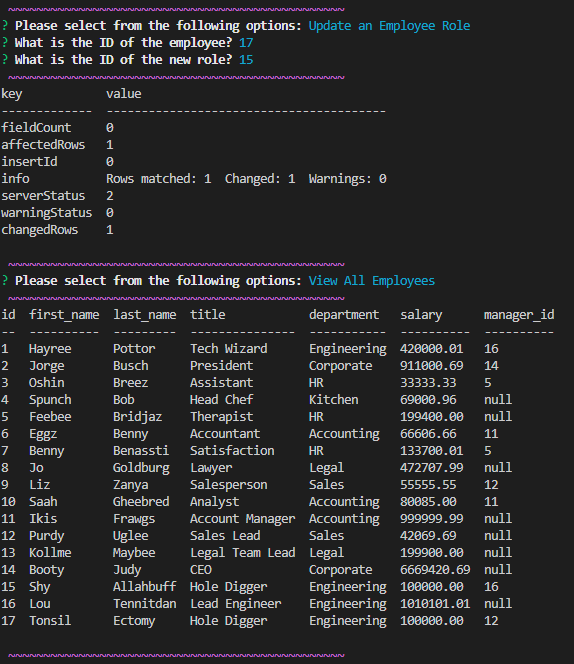 ~~~~~~~~~~~~~~~~~~~~~~~~~~~~~~~~~~~~~~~~~~~~~~~~
? Please select from the following options: Update an Employee Role
? What is the ID of the employee? 17
? What is the ID of the new role? 15
~~~~~~~~~~~~~~~~~~~~~~~~~~~~~~~~~~~~~~~~~~~~~~~~
key            value
-------------  ----------------------------------------
fieldCount     0
affectedRows   1
insertId       0
info           Rows matched: 1  Changed: 1  Warnings: 0
serverStatus   2
warningStatus  0
changedRows    1
~~~~~~~~~~~~~~~~~~~~~~~~~~~~~~~~~~~~~~~~~~~~~~~~
? Please select from the following options: View All Employees
~~~~~~~~~~~~~~~~~~~~~~~~~~~~~~~~~~~~~~~~~~~~~~~~
id  first_name  last_name  title            department   salary      manager_id
--  ----------  ---------  ---------------  -----------  ----------  ----------
1   Hayree      Pottor     Tech Wizard      Engineering  420000.01   16
2   Jorge       Busch      President        Corporate    911000.69   14
3   Oshin       Breez      Assistant        HR           33333.33    5
4   Spunch      Bob        Head Chef        Kitchen      69000.96    null
5   Feebee      Bridjaz    Therapist        HR           199400.00   null
6   Eggz        Benny      Accountant       Accounting   66606.66    11
7   Benny       Benassti   Satisfaction     HR           133700.01   5
8   Jo          Goldburg   Lawyer           Legal        472707.99   null
9   Liz         Zanya      Salesperson      Sales        55555.55    12
10  Saah        Gheebred   Analyst          Accounting   80085.00    11
11  Ikis        Frawgs     Account Manager  Accounting   999999.99   null
12  Purdy       Uglee      Sales Lead       Sales        42069.69    null
13  Kollme      Maybee     Legal Team Lead  Legal        199900.00   null
14  Booty       Judy       CEO              Corporate    6669420.69  null
15  Shy         Allahbuff  Hole Digger      Engineering  100000.00   16
16  Lou         Tennitdan  Lead Engineer    Engineering  1010101.01  null
17  Tonsil      Ectomy     Hole Digger      Engineering  100000.00   12
~~~~~~~~~~~~~~~~~~~~~~~~~~~~~~~~~~~~~~~~~~~~~~~~